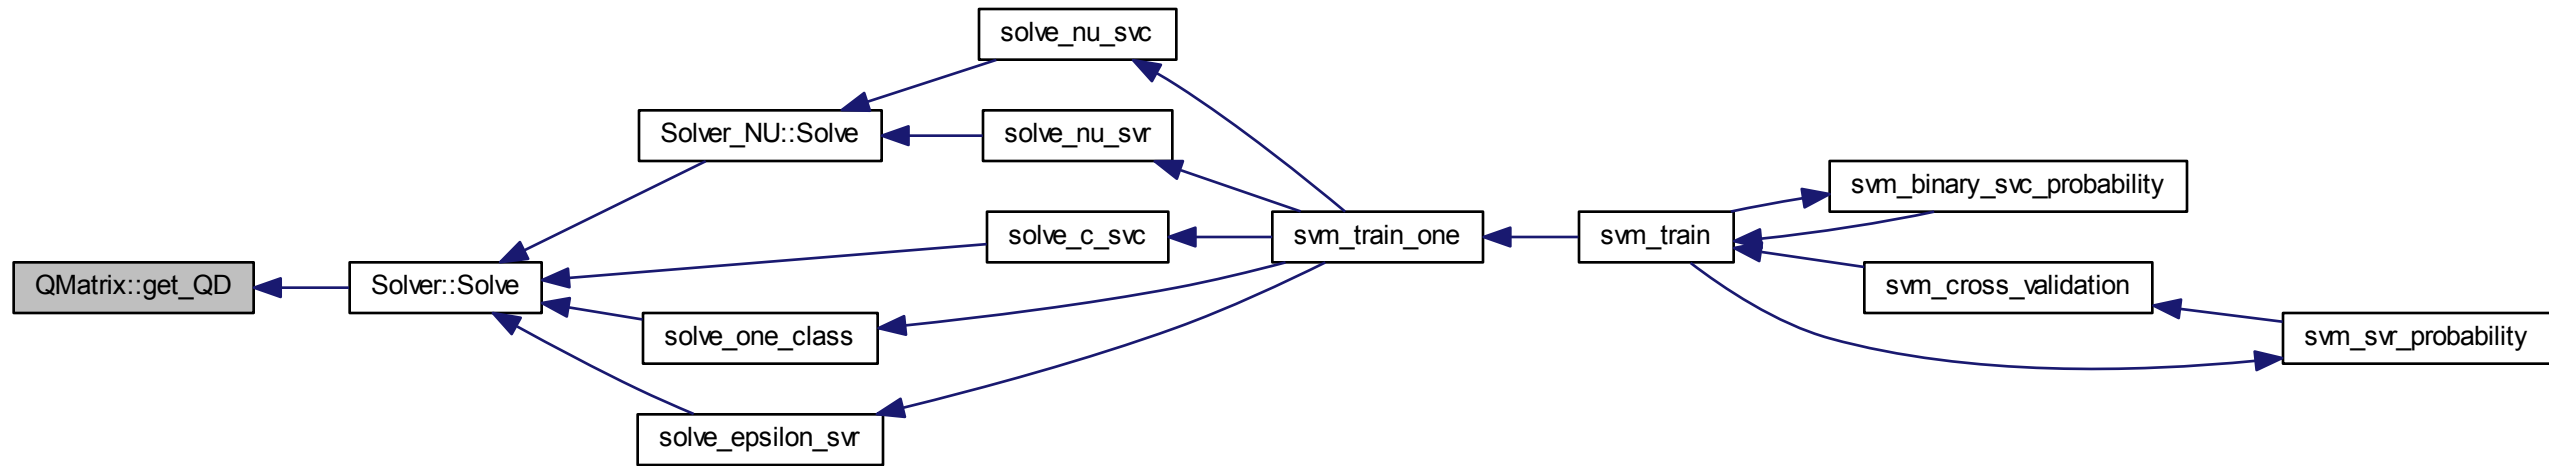 solve_nu_svc
Solver_NU::Solve
solve_nu_svr
svm_binary_svc_probability
solve_c_svc
svm_train_one
svm_train
QMatrix::get_QD
Solver::Solve
svm_cross_validation
solve_one_class
svm_svr_probability
solve_epsilon_svr